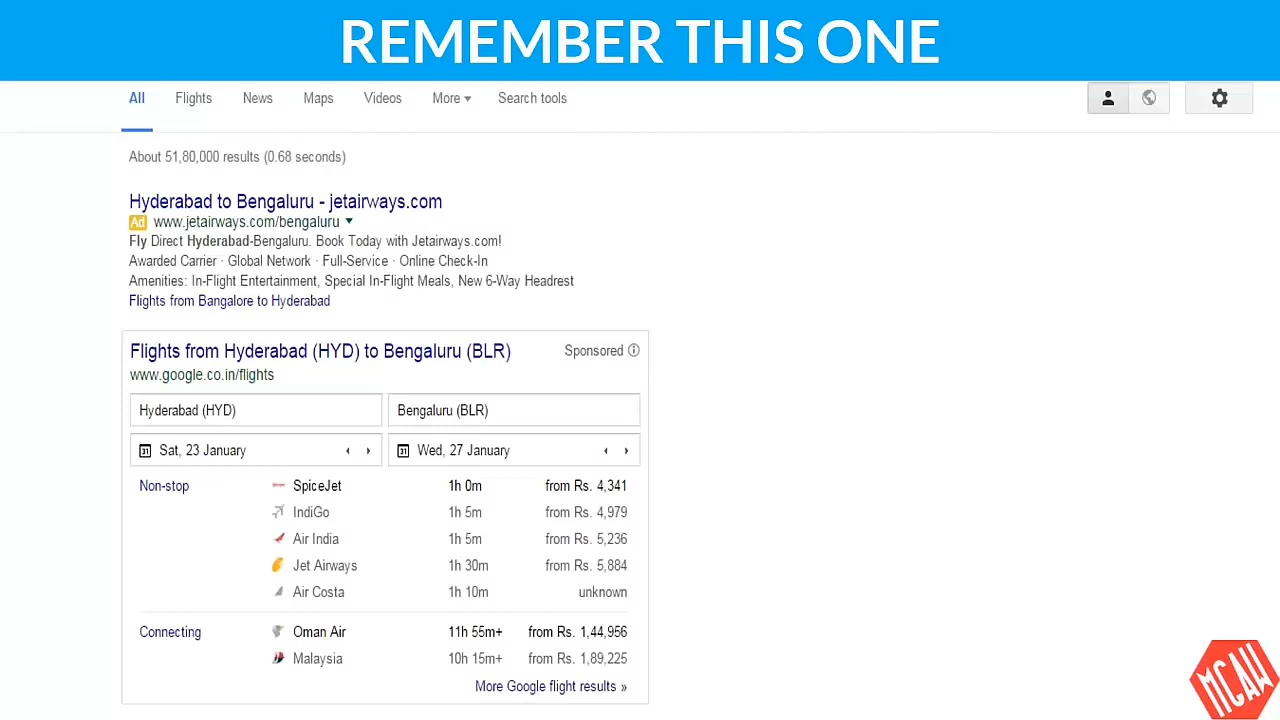 REMEMBER THIS ONE
All Flights News Maps Videos More Search tools
About 51,80,000 results (0.68 seconds)
Hyderabad to Bengaluru - jetairways.com
Ad www.jetairways.com/bengaluru
Fly Direct Hyderabad-Bengaluru. Book Today with Jetairways.com!
Awarded Carrier · Global Network · Full-Service · Online Check-In
Amenities: In-Flight Entertainment, Special In-Flight Meals, New 6-Way Headrest
Flights from Bangalore to Hyderabad
Flights from Hyderabad (HYD) to Bengaluru (BLR) Sponsored
www.google.co.in/flights
Hyderabad (HYD) Bengaluru (BLR)
31 Sat, 23 January 31 Wed, 27 January
Non-stop SpiceJet 1h 0m from Rs. 4,341
IndiGo 1h 5m from Rs. 4,979
Air India 1h 5m from Rs. 5,236
Jet Airways 1h 30m from Rs. 5,884
Air Costa 1h 10m unknown
Connecting Oman Air 11h 55m+ from Rs. 1,44,956
Malaysia 10h 15m+ from Rs. 1,89,225
More Google flight results »
MCAW